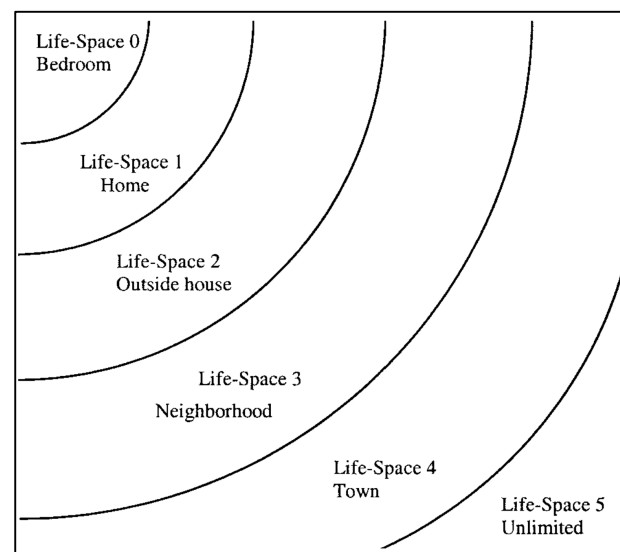 Life-Space 0
Bedroom
Life-Space 1
Home
Life-Space 2
Outside house
Life-Space 3
Neighborhood
Life-Space 4
Town
Life-Space 5
Unlimited